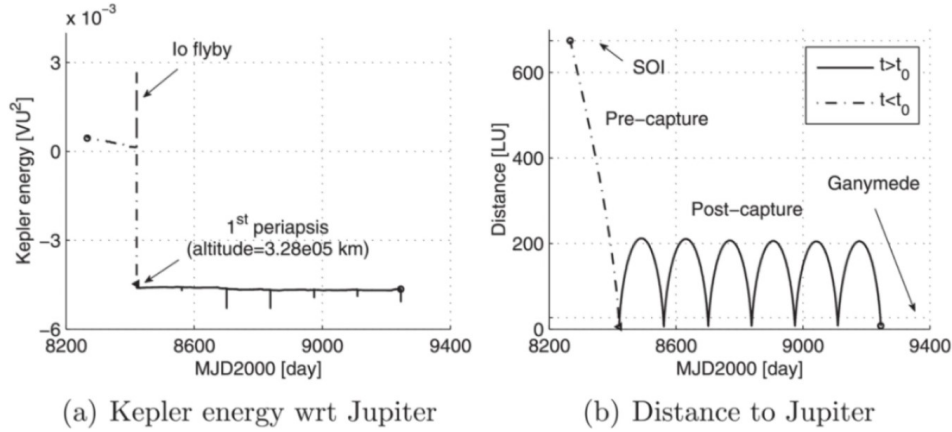 x 10⁻³
Io flyby
3
0
−3
−6
Kepler energy [VU²]
1ˢᵗ periapsis
(altitude=3.28e05 km)
8200 8600 9000 9400
MJD2000 [day]
(a) Kepler energy wrt Jupiter
600
400
200
0
Distance [LU]
SOI
t>t₀
t<t₀
Pre−capture
Ganymede
Post−capture
8200 8600 9000 9400
MJD2000 [day]
(b) Distance to Jupiter